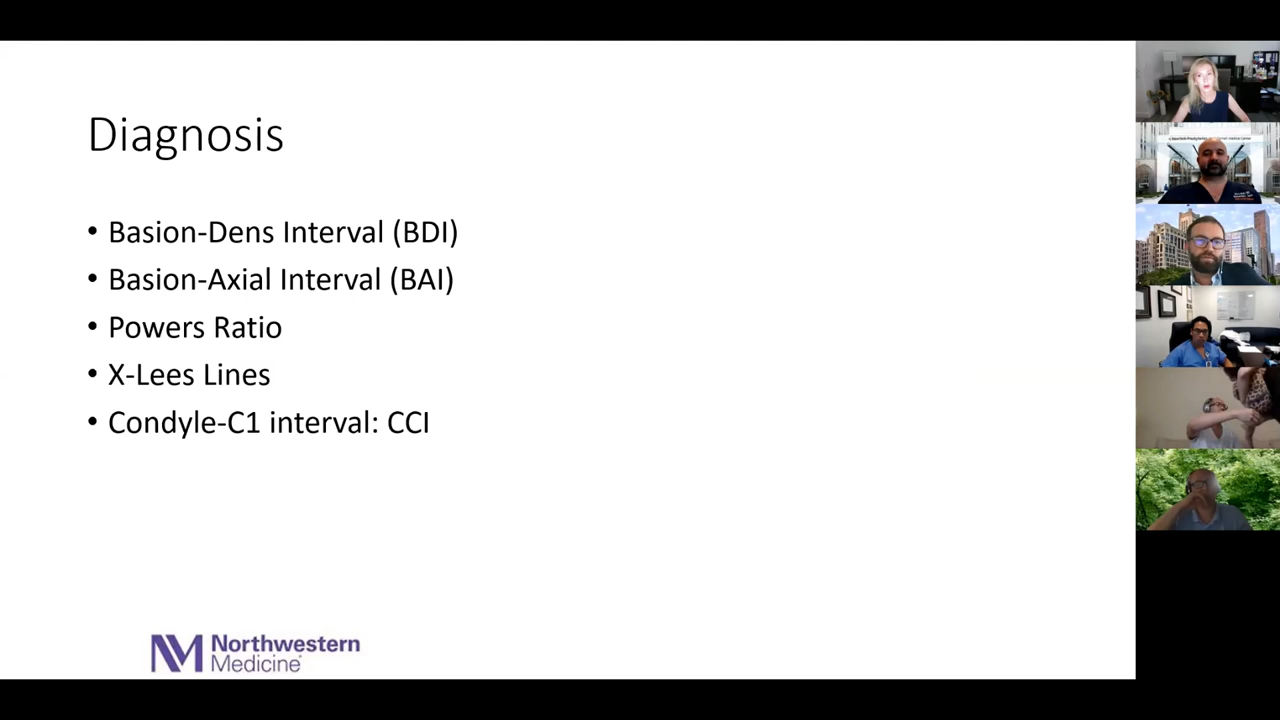 Diagnosis
• Basion-Dens Interval (BDI)
• Basion-Axial Interval (BAI)
• Powers Ratio
• X-Lees Lines
• Condyle-C1 interval: CCI
NM Northwestern
Medicine